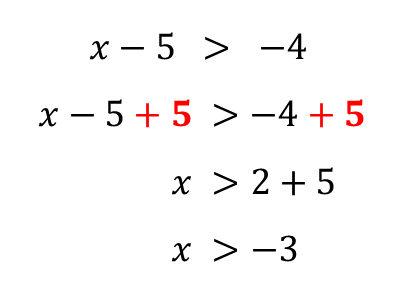 x − 5 > −4
x − 5 + 5 > −4 + 5
x > 2 + 5
x > −3